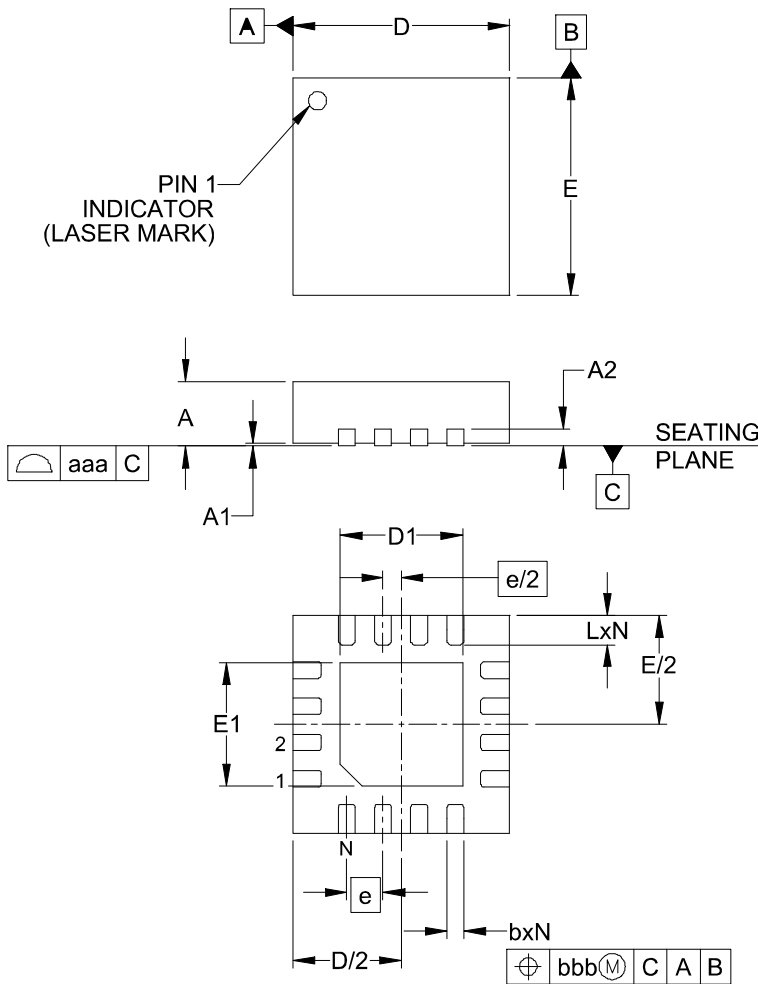 A
D
B
PIN 1
INDICATOR
(LASER MARK)
E
A
A2
aaa C
SEATING
PLANE
C
A1
D1
e/2
LxN
E/2
E1
2
1
N
e
bxN
D/2
bbb M C A B